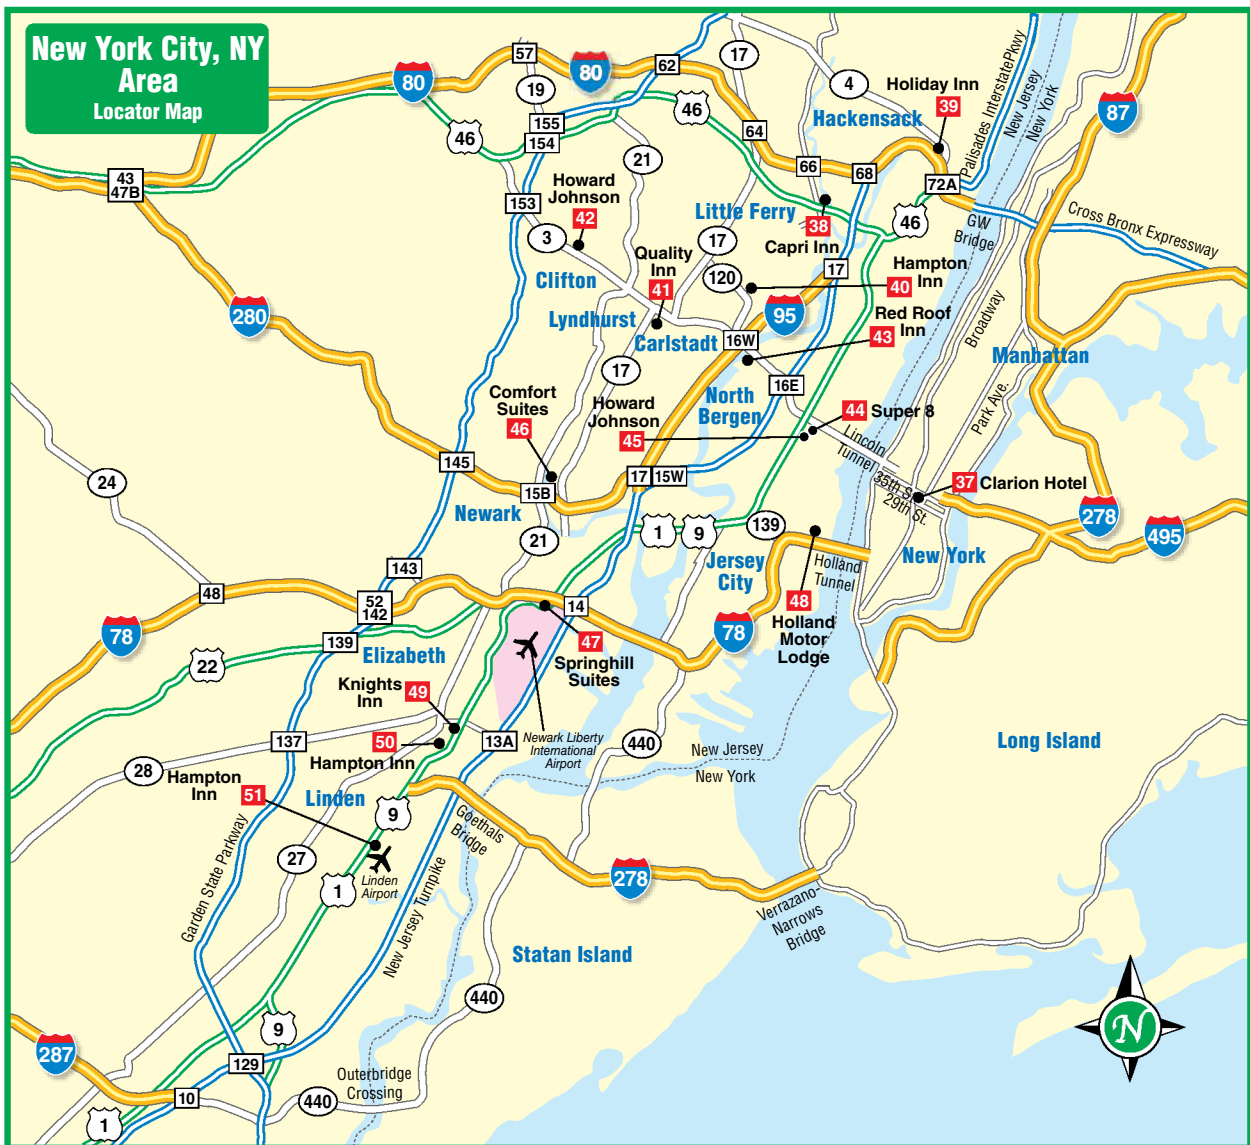 New York City, NY
Area
Locator Map
57
80
80
62
17
19
4
Holiday Inn
39
Palisades Interstate Pkwy
New Jersey
New York
87
46
46
155
154
64
Hackensack
21
66
68
72A
43
47B
Howard
Johnson
42
153
3
Little Ferry
38
Capri Inn
46
GW
Bridge
Cross Bronx Expressway
Quality
Inn
41
17
120
17
Hampton
Inn
40
Clifton
280
Lyndhurst
Carlstadt
95
Red Roof
Inn
43
16W
Broadway
Manhattan
17
16E
North
Bergen
Park Ave.
Comfort
Suites
46
Howard
Johnson
45
44
Super 8
Lincoln
Tunnel
145
24
17
15W
15B
35th St.
29th St.
37
Clarion Hotel
Newark
278
495
21
1
9
139
Jersey
City
New York
Holland
Tunnel
143
48
52
142
14
78
78
48
Holland
Motor
Lodge
139
Elizabeth
22
47
Springhill
Suites
Knights
Inn
49
50
Hampton Inn
13A
Newark Liberty
International
Airport
440
New Jersey
New York
Long Island
137
28
Hampton
Inn
51
Linden
9
Goethals
Bridge
Garden State Parkway
27
Linden
Airport
1
New Jersey Turnpike
278
Verrazano-
Narrows
Bridge
Statan Island
440
9
287
129
Outerbridge
Crossing
10
440
1
N